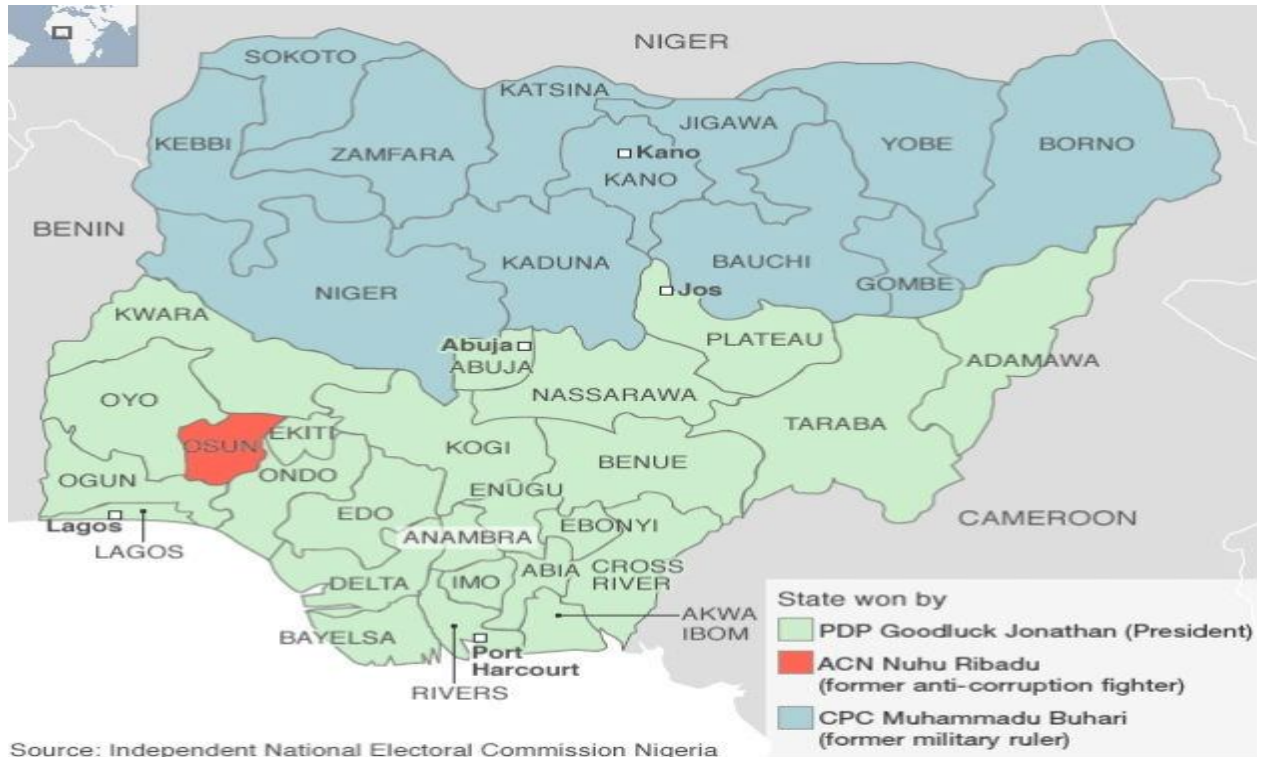 NIGER
SOKOTO
KATSINA
JIGAWA
KEBBI
ZAMFARA
Kano
KANO
YOBE
BORNO
BENIN
KADUNA
BAUCHI
GOMBE
NIGER
Jos
KWARA
Abuja
ABUJA
PLATEAU
ADAMAWA
NASSARAWA
OYO
TARABA
OSUN
EKITI
KOGI
BENUE
OGUN
ONDO
ENUGU
EDO
EBONYI
CAMEROON
Lagos
LAGOS
ANAMBRA
DELTA
IMO
ABIA
CROSS
RIVER
AKWA
IBOM
BAYELSA
Port
Harcourt
RIVERS
State won by
PDP Goodluck Jonathan (President)
ACN Nuhu Ribadu
(former anti-corruption fighter)
CPC Muhammadu Buhari
(former military ruler)
Source: Independent National Electoral Commission Nigeria